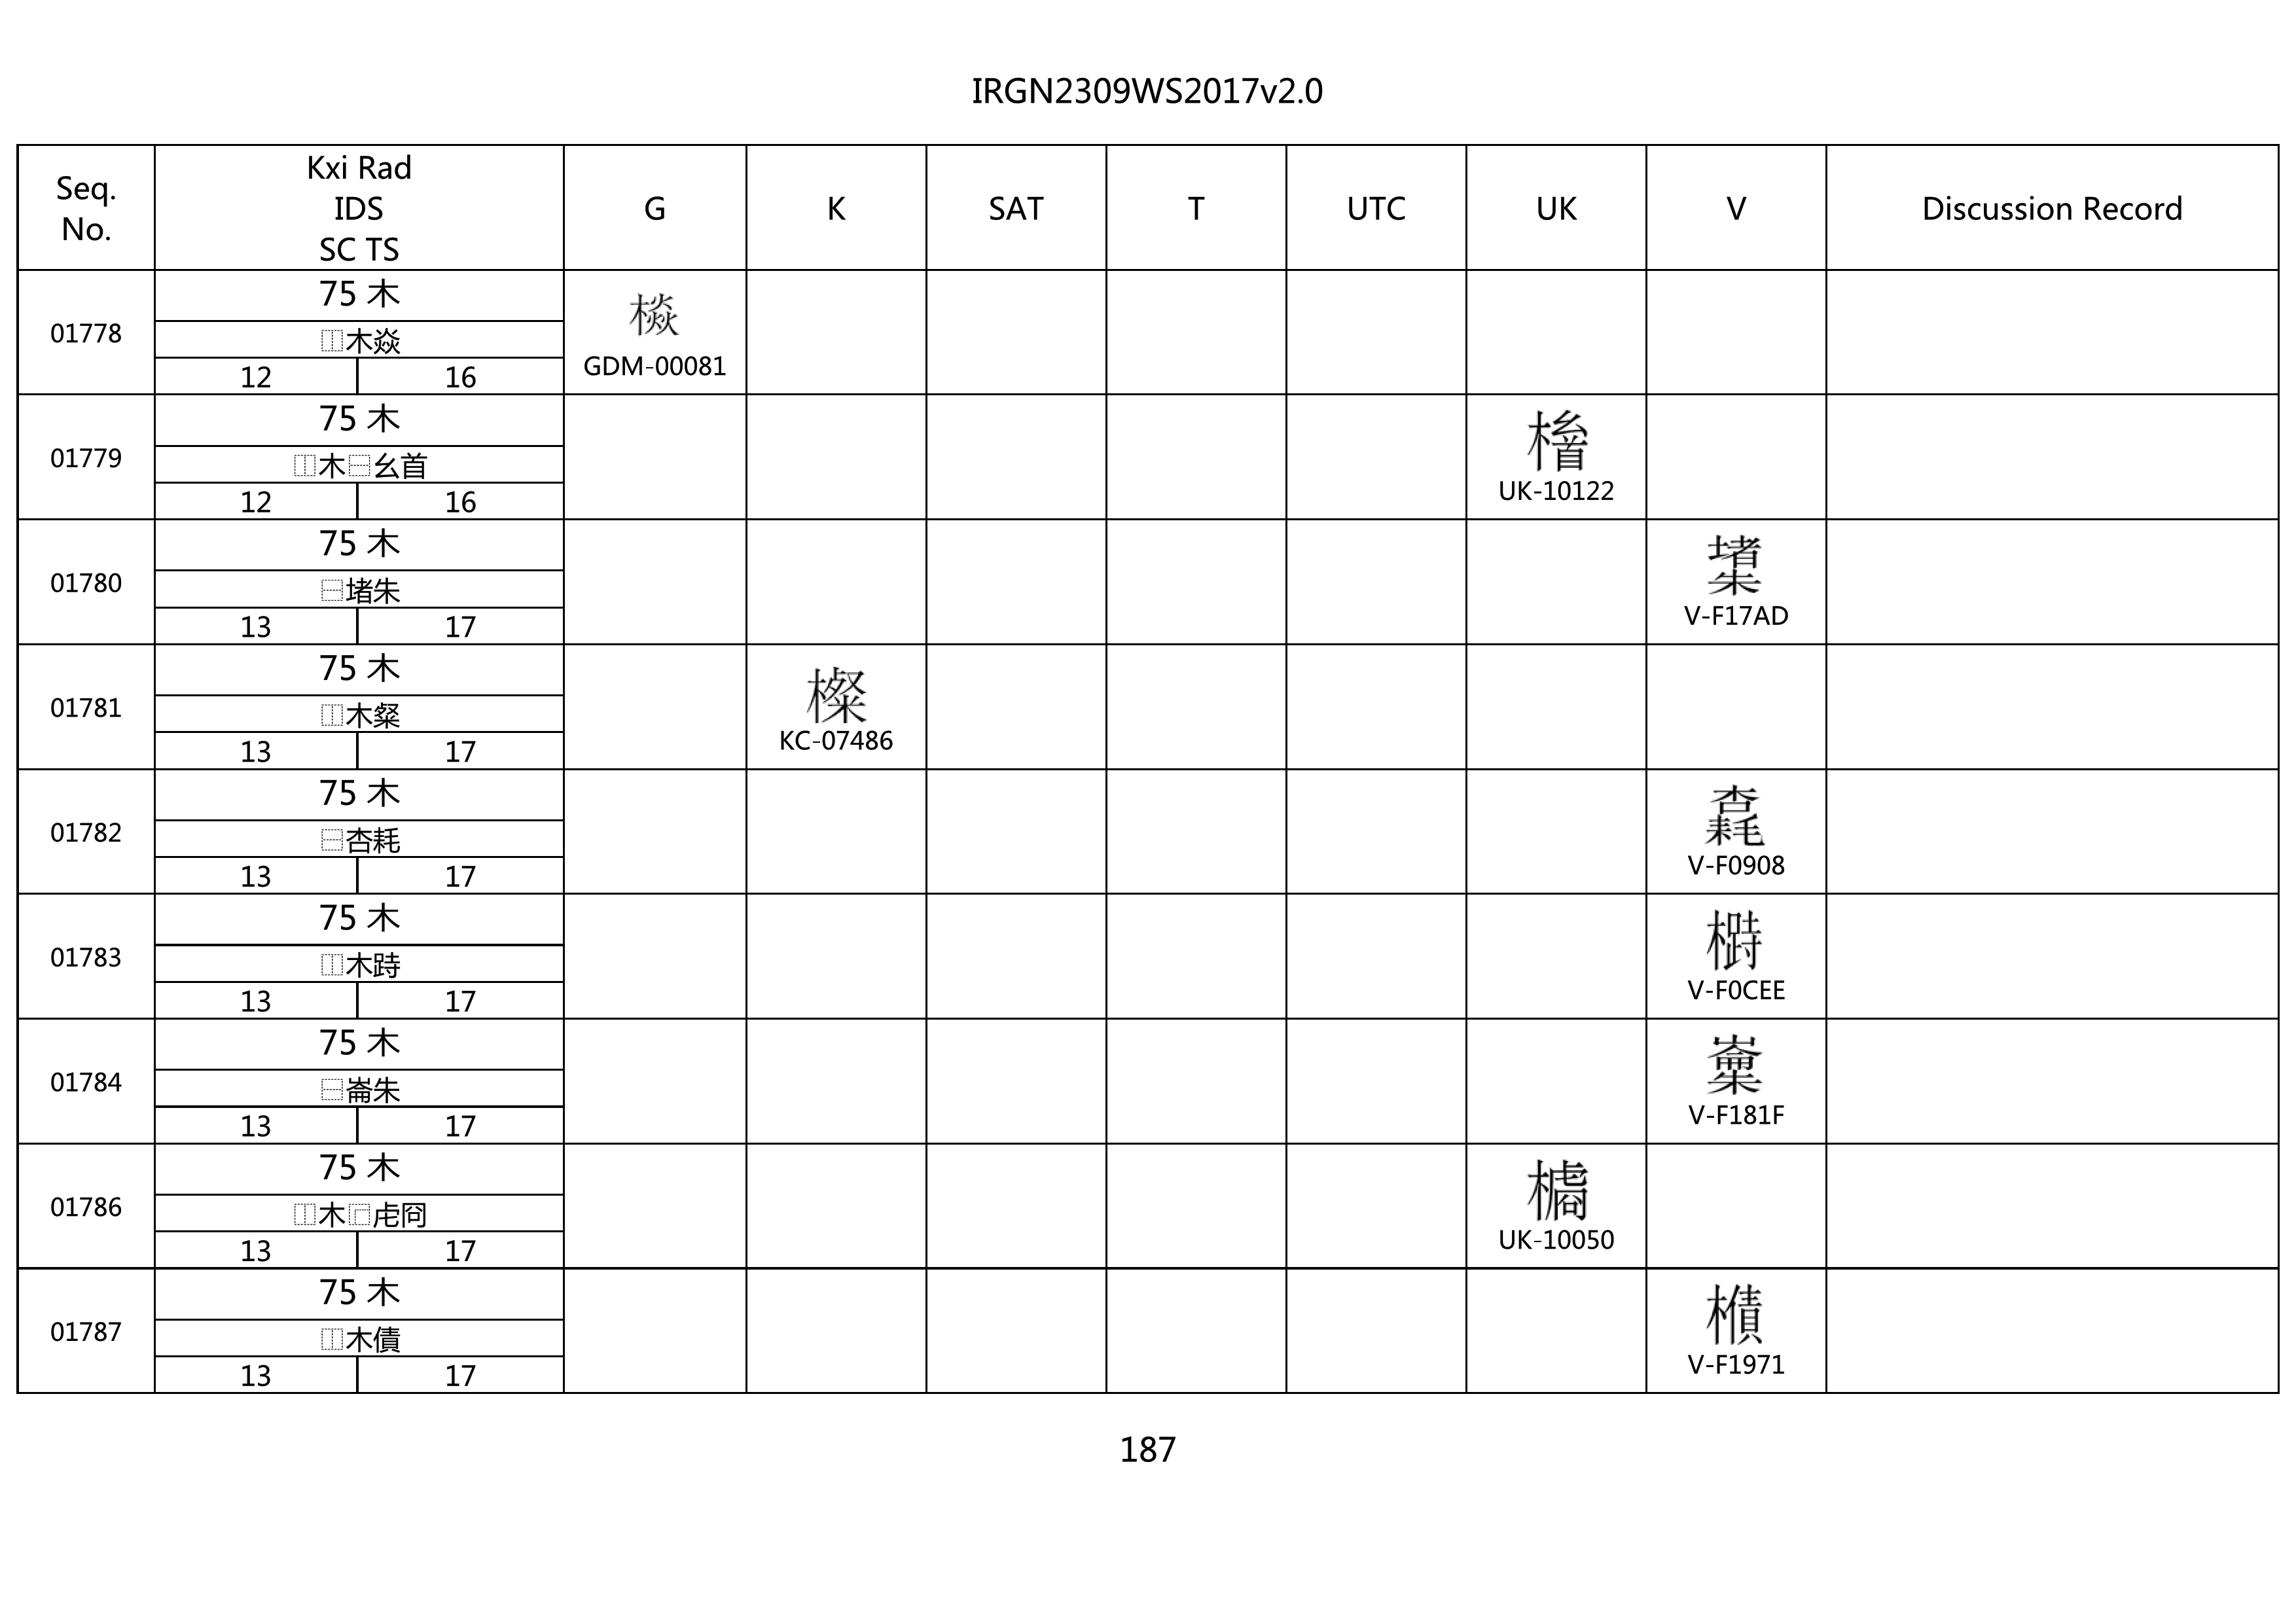 IRGN2309WS2017v2.0
Seq. No.
Kxi Rad
IDS
SC TS
G K SAT T UTC UK V Discussion Record
01778
75 木
⿰木焱
12 16
GDM-00081
01779
75 木
⿰木⿱幺首
12 16
UK-10122
01780
75 木
⿱堵朱
13 17
V-F17AD
01781
75 木
⿰木粲
13 17
KC-07486
01782
75 木
⿱杏耗
13 17
V-F0908
01783
75 木
⿰木跱
13 17
V-F0CEE
01784
75 木
⿱崙朱
13 17
V-F181F
01786
75 木
⿰木⿸虍冏
13 17
UK-10050
01787
75 木
⿰木債
13 17
V-F1971
187